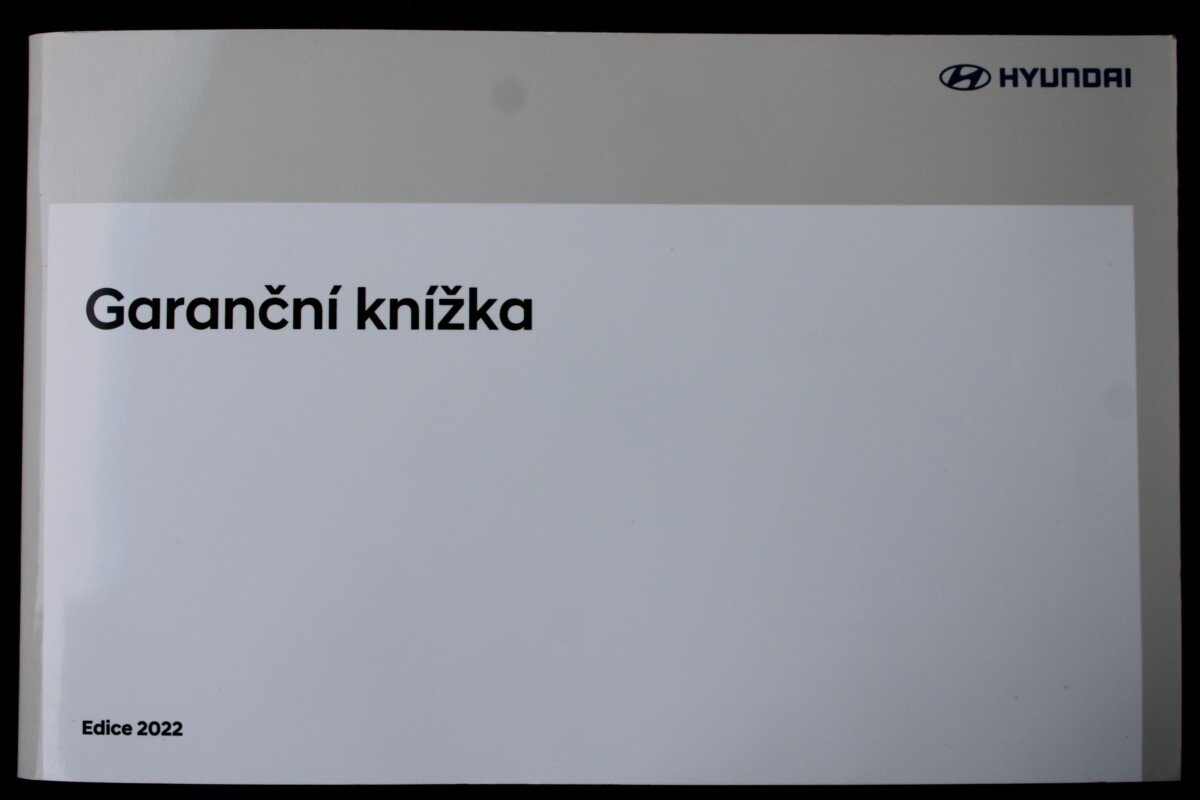 HYUNDAI
Garanční knížka
Edice 2022